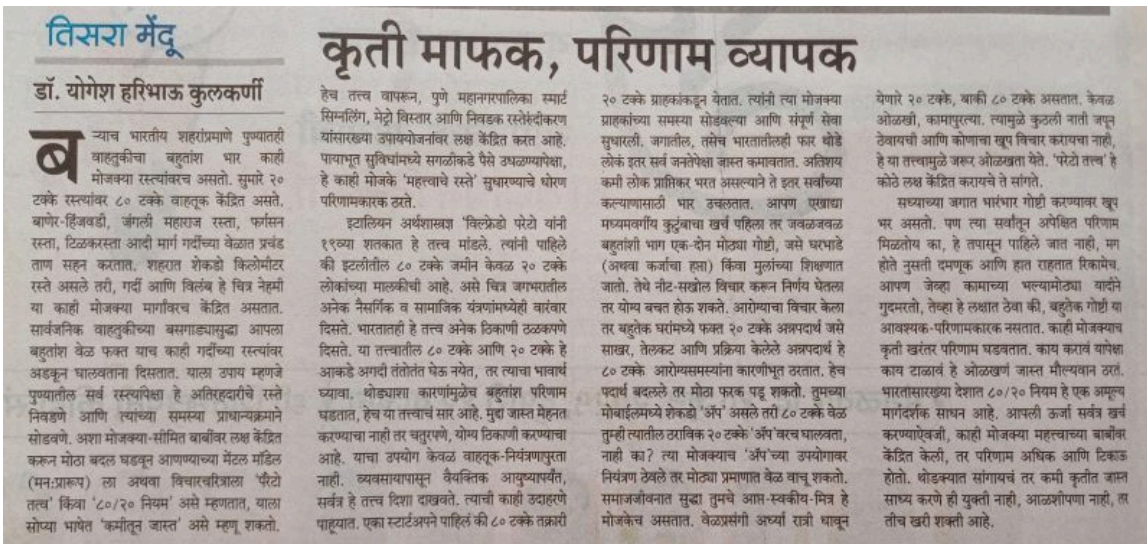 तिसरा मेंदू
कृती माफक, परिणाम व्यापक
डॉ. योगेश हरिभाऊ कुलकर्णी
बऱ्याच भारतीय शहरांप्रमाणे पुण्यातही
वाहतुकीचा बहुतांश भार काही
मोजक्या रस्त्यांवरच असतो. सुमारे २०
टक्के रस्त्यांवर ८० टक्के वाहतूक केंद्रित असते.
बाणेर-हिंजवडी, जंगली महाराज रस्ता, फर्गसन
रस्ता, टिळकरस्ता आदी मार्ग गर्दीच्या वेळात प्रचंड
ताण सहन करतात. शहरात शेकडो किलोमीटर
रस्ते असले तरी, गर्दी आणि विलंब हे चित्र नेहमी
या काही मोजक्या मार्गांवरच केंद्रित असतात.
सार्वजनिक वाहतुकीच्या बसगाड्यासुद्धा आपला
बहुतांश वेळ फक्त याच काही गर्दीच्या रस्त्यांवर
अडकून घालवताना दिसतात. याला उपाय म्हणजे
पुण्यातील सर्व रस्त्यांपेक्षा हे अतिरहदारीचे रस्ते
निवडणे आणि त्यांच्या समस्या प्राधान्यक्रमाने
सोडवणे. अशा मोजक्या-सीमित बाबींवर लक्ष केंद्रित
करून मोठा बदल घडवून आणण्याच्या मेंटल मॉडेल
(मन:प्रारूप) ला अथवा विचारचरित्राला 'परेटो
तत्व' किंवा '८०/२० नियम' असे म्हणतात, याला
सोप्या भाषेत 'कमीतून जास्त' असे म्हणू शकतो.
हेच तत्त्व वापरून, पुणे महानगरपालिका स्मार्ट
सिग्नलिंग, मेट्रो विस्तार आणि निवडक रस्तेरुंदीकरण
यांसारख्या उपाययोजनांवर लक्ष केंद्रित करत आहे.
पायाभूत सुविधांमध्ये सगळीकडे पैसे उधळण्यापेक्षा,
हे काही मोजके 'महत्त्वाचे रस्ते' सुधारण्याचे धोरण
परिणामकारक ठरते.
इटालियन अर्थशास्त्रज्ञ विल्फ्रेडो परेटो यांनी
१९व्या शतकात हे तत्त्व मांडले. त्यांनी पाहिले
की इटलीतील ८० टक्के जमीन केवळ २० टक्के
लोकांच्या मालकीची आहे. असे चित्र जगभरातील
अनेक नैसर्गिक व सामाजिक यंत्रणांमध्येही वारंवार
दिसते. भारतातही हे तत्त्व अनेक ठिकाणी ठळकपणे
दिसते. या तत्त्वातील ८० टक्के आणि २० टक्के हे
आकडे अगदी तंतोतंत घेऊ नयेत, तर त्याचा भावार्थ
घ्यावा. थोड्याशा कारणांमुळेच बहुतांश परिणाम
घडतात, हेच या तत्त्वाचं सार आहे. मुद्दा जास्त मेहनत
करण्याचा नाही तर चतुरपणे, योग्य ठिकाणी करण्याचा
आहे. याचा उपयोग केवळ वाहतूक-नियंत्रणापुरता
नाही. व्यवसायापासून वैयक्तिक आयुष्यापर्यंत,
सर्वत्र हे तत्त्व दिशा दाखवते. त्याची काही उदाहरणे
पाहूयात. एका स्टार्टअपने पाहिलं की ८० टक्के तक्रारी
२० टक्के ग्राहकांकडून येतात. त्यांनी त्या मोजक्या
ग्राहकांच्या समस्या सोडवल्या आणि संपूर्ण सेवा
सुधारली. जगातील, तसेच भारतातीलही फार थोडे
लोकं इतर सर्व जनतेपेक्षा जास्त कमावतात. अतिशय
कमी लोक प्राप्तिकर भरत असल्याने ते इतर सर्वांच्या
कल्याणासाठी भार उचलतात. आपण एखाद्या
मध्यमवर्गीय कुटुंबाचा खर्च पहिला तर जवळजवळ
बहुतांशी भाग एक-दोन मोठ्या गोष्टी, जसे घरभाडे
(अथवा कर्जाचा हप्ता) किंवा मुलांच्या शिक्षणात
जातो. तेथे नीट-सखोल विचार करून निर्णय घेतला
तर योग्य बचत होऊ शकते. आरोग्याचा विचार केला
तर बहुतेक घरांमध्ये फक्त २० टक्के अन्नपदार्थ जसे
साखर, तेलकट आणि प्रक्रिया केलेले अन्नपदार्थ हे
८० टक्के. आरोग्यसमस्यांना कारणीभूत ठरतात. हेच
पदार्थ बदलले तर मोठा फरक पडू शकतो. तुमच्या
मोबाईलमध्ये शेकडो 'ॲप' असले तरी ८० टक्के वेळ
तुम्ही त्यातील ठराविक २० टक्के 'ॲप'वरच घालवता,
नाही का? त्या मोजक्याच 'ॲप'च्या उपयोगावर
नियंत्रण ठेवले तर मोठ्या प्रमाणात वेळ वाचू शकतो.
समाजजीवनात सुद्धा तुमचे आप्त-स्वकीय-मित्र हे
मोजकेच असतात. वेळप्रसंगी अर्ध्या रात्री धावून
येणारे २० टक्के, बाकी ८० टक्के असतात. केवळ
ओळखी, कामापुरत्या. त्यामुळे कुठली नाती जपून
ठेवायची आणि कोणाचा खूप विचार करायचा नाही,
हे या तत्त्वामुळे जरूर ओळखता येते. 'परेटो तत्त्व' हे
कोठे लक्ष केंद्रित करायचे ते सांगते.
सध्याच्या जगात भारंभार गोष्टी करण्यावर खूप
भर असतो. पण त्या सर्वांतून अपेक्षित परिणाम
मिळतोय का, हे तपासून पाहिले जात नाही, मग
होते नुसती दमणूक आणि हात राहतात रिकामेच.
आपण जेव्हा कामाच्या भल्यामोठ्या यादीने
गुदमरतो, तेव्हा हे लक्षात ठेवा की, बहुतेक गोष्टी या
आवश्यक-परिणामकारक नसतात. काही मोजक्याच
कृती खरंतर परिणाम घडवतात. काय करावं यापेक्षा
काय टाळावं हे ओळखणं जास्त मौल्यवान ठरतं.
भारतासारख्या देशात ८०/२० नियम हे एक अमूल्य
मार्गदर्शक साधन आहे. आपली ऊर्जा सर्वत्र खर्च
करण्याऐवजी, काही मोजक्या महत्त्वाच्या बाबींवर
केंद्रित केली, तर परिणाम अधिक आणि टिकाऊ
होतो. थोडक्यात सांगायचं तर कमी कृतीत जास्त
साध्य करणे ही युक्ती नाही, आळशीपणा नाही, तर
तीच खरी शक्ती आहे.